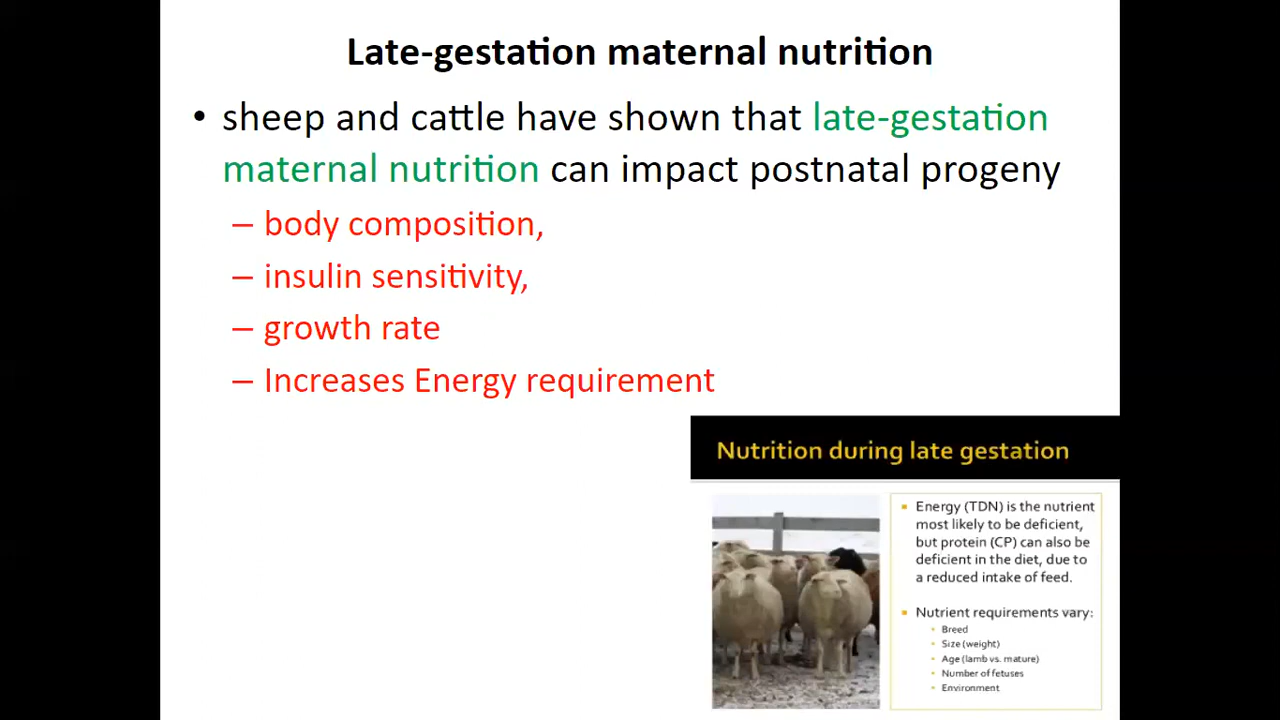 Late-gestation maternal nutrition
• sheep and cattle have shown that late-gestation
maternal nutrition can impact postnatal progeny
– body composition,
– insulin sensitivity,
– growth rate
– Increases Energy requirement
Nutrition during late gestation
Energy (TDN) is the nutrient
most likely to be deficient,
but protein (CP) can also be
deficient in the diet, due to
a reduced intake of feed.
Nutrient requirements vary:
Breed
Size (weight)
Age (lamb vs. mature)
Number of fetuses
Environment